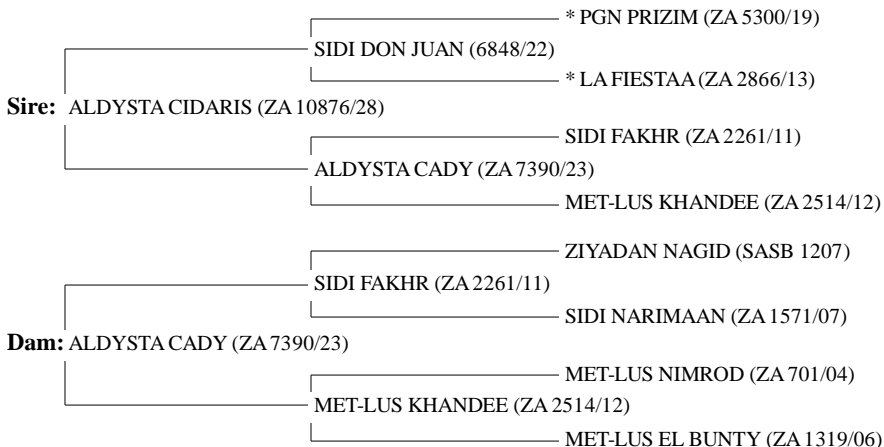 * PGN PRIZIM (ZA 5300/19)
SIDI DON JUAN (6848/22)
* LA FIESTAA (ZA 2866/13)
Sire: ALDYSTA CIDARIS (ZA 10876/28)
SIDI FAKHR (ZA 2261/11)
ALDYSTA CADY (ZA 7390/23)
MET-LUS KHANDEE (ZA 2514/12)
ZIYADAN NAGID (SASB 1207)
SIDI FAKHR (ZA 2261/11)
SIDI NARIMAAN (ZA 1571/07)
Dam: ALDYSTA CADY (ZA 7390/23)
MET-LUS NIMROD (ZA 701/04)
MET-LUS KHANDEE (ZA 2514/12)
MET-LUS EL BUNTY (ZA 1319/06)